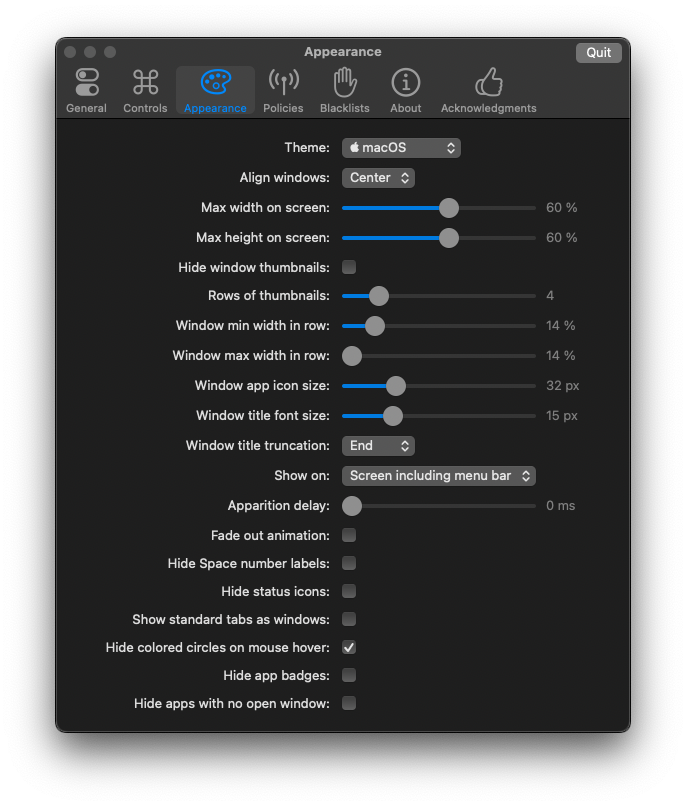 Appearance
Quit
General Controls Appearance Policies Blacklists About Acknowledgments
Theme: macOS
Align windows: Center
Max width on screen: 60 %
Max height on screen: 60 %
Hide window thumbnails:
Rows of thumbnails: 4
Window min width in row: 14 %
Window max width in row: 14 %
Window app icon size: 32 px
Window title font size: 15 px
Window title truncation: End
Show on: Screen including menu bar
Apparition delay: 0 ms
Fade out animation:
Hide Space number labels:
Hide status icons:
Show standard tabs as windows:
Hide colored circles on mouse hover:
Hide app badges:
Hide apps with no open window: